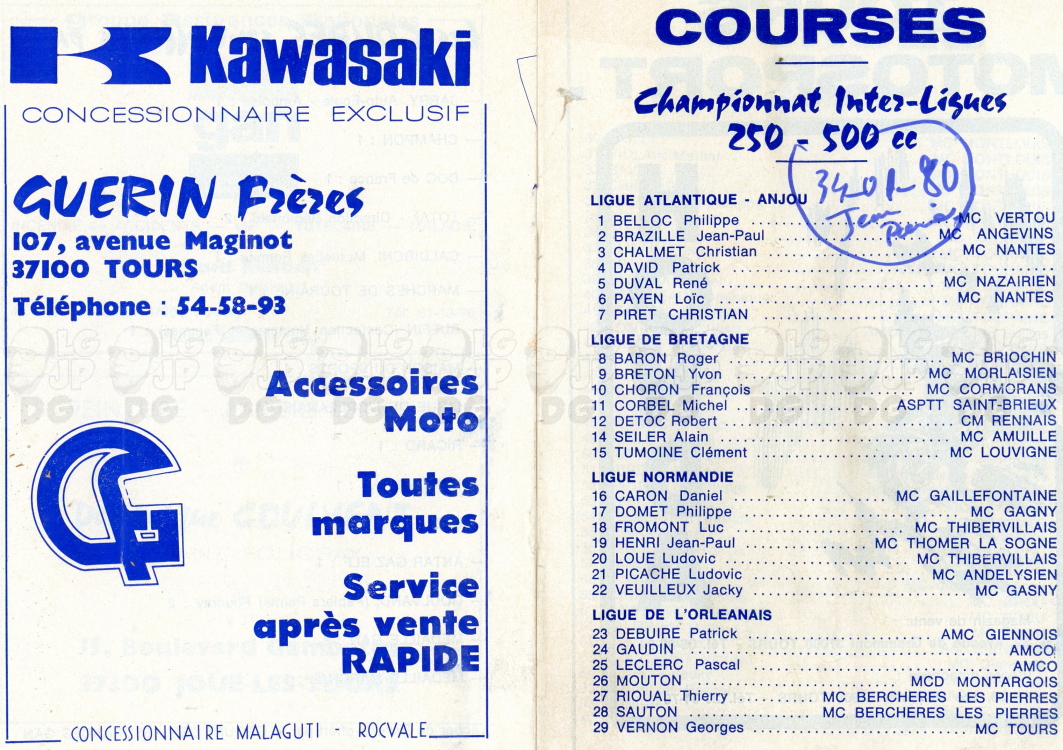 Kawasaki
CONCESSIONNAIRE EXCLUSIF
GUERIN Frères
107, avenue Maginot
37100 TOURS
Téléphone : 54-58-93
Accessoires
Moto
Toutes
marques
Service
après vente
RAPIDE
CONCESSIONNAIRE MALAGUTI - ROCVALE
COURSES
Championnat Inter-Ligues
250 - 500 cc
LIGUE ATLANTIQUE - ANJOU
1 BELLOC Philippe MC VERTOU
2 BRAZILLE Jean-Paul MC ANGEVINS
3 CHALMET Christian MC NANTES
4 DAVID Patrick
5 DUVAL René MC NAZAIRIEN
6 PAYEN Loïc MC NANTES
7 PIRET CHRISTIAN
LIGUE DE BRETAGNE
8 BARON Roger MC BRIOCHIN
9 BRETON Yvon MC MORLAISIEN
10 CHORON François MC CORMORANS
11 CORBEL Michel ASPTT SAINT-BRIEUX
12 DETOC Robert CM RENNAIS
14 SEILER Alain MC AMUILLE
15 TUMOINE Clément MC LOUVIGNE
LIGUE NORMANDIE
16 CARON Daniel MC GAILLEFONTAINE
17 DOMET Philippe MC GAGNY
18 FROMONT Luc MC THIBERVILLAIS
19 HENRI Jean-Paul MC THOMER LA SOGNE
20 LOUE Ludovic MC THIBERVILLAIS
21 PICACHE Ludovic MC ANDELYSIEN
22 VEUILLEUX Jacky MC GASNY
LIGUE DE L'ORLEANAIS
23 DEBUIRE Patrick AMC GIENNOIS
24 GAUDIN AMCO
25 LECLERC Pascal AMCO
26 MOUTON MCD MONTARGOIS
27 RIOUAL Thierry MC BERCHERES LES PIERRES
28 SAUTON MC BERCHERES LES PIERRES
29 VERNON Georges MC TOURS